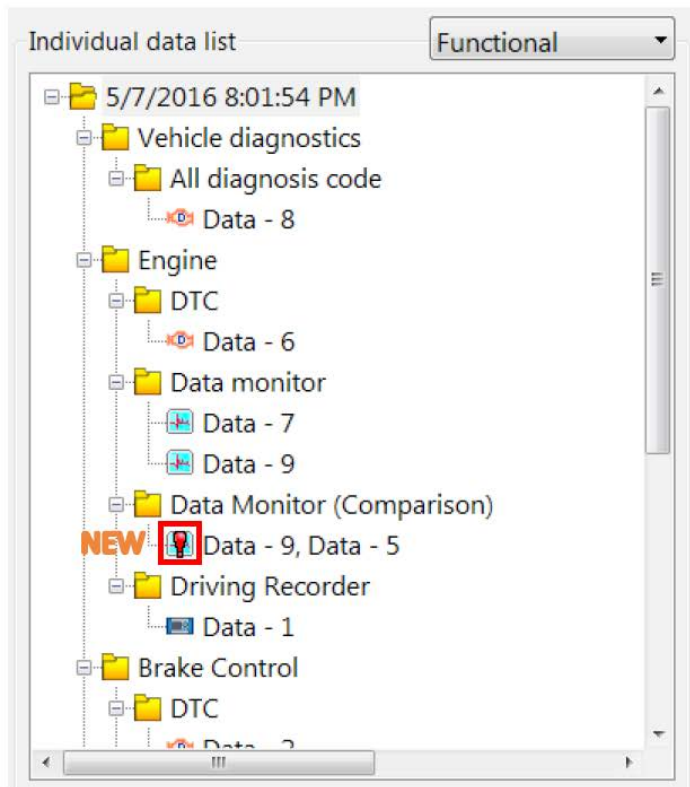 Individual data list Functional
5/7/2016 8:01:54 PM
Vehicle diagnostics
All diagnosis code
Data - 8
Engine
DTC
Data - 6
Data monitor
Data - 7
Data - 9
Data Monitor (Comparison)
NEW Data - 9, Data - 5
Driving Recorder
Data - 1
Brake Control
DTC